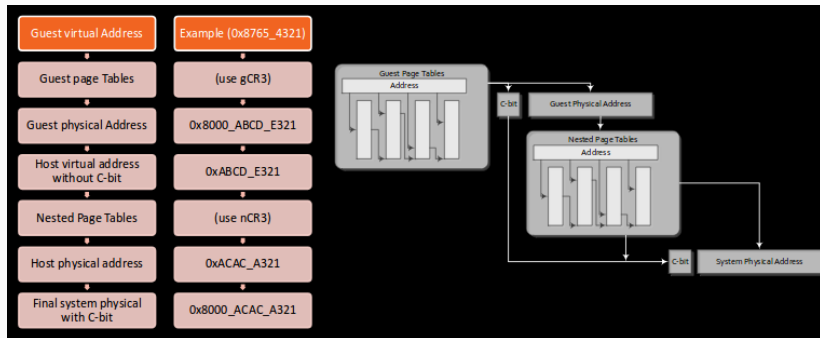 Guest virtual Address
Example (0x8765_4321)
Guest page Tables
(use gCR3)
Guest physical Address
0x8000_ABCD_E321
Host virtual address
without C-bit
0xABCD_E321
Nested Page Tables
(use nCR3)
Host physical address
0xACAC_A321
Final system physical
with C-bit
0x8000_ACAC_A321
Guest Page Tables
Address
C-bit
Guest Physical Address
Nested Page Tables
Address
C-bit
System Physical Address